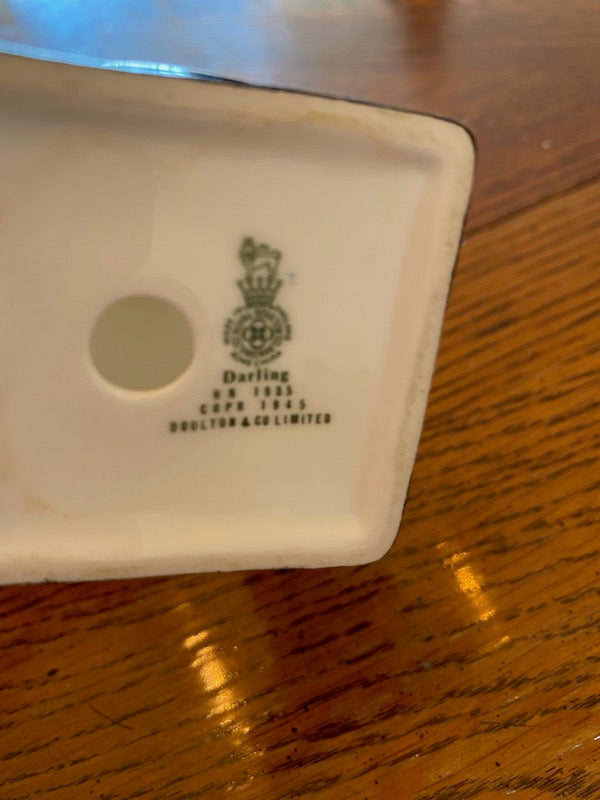 Darling
HN 1985
COPR 1945
DOULTON & CO LIMITED